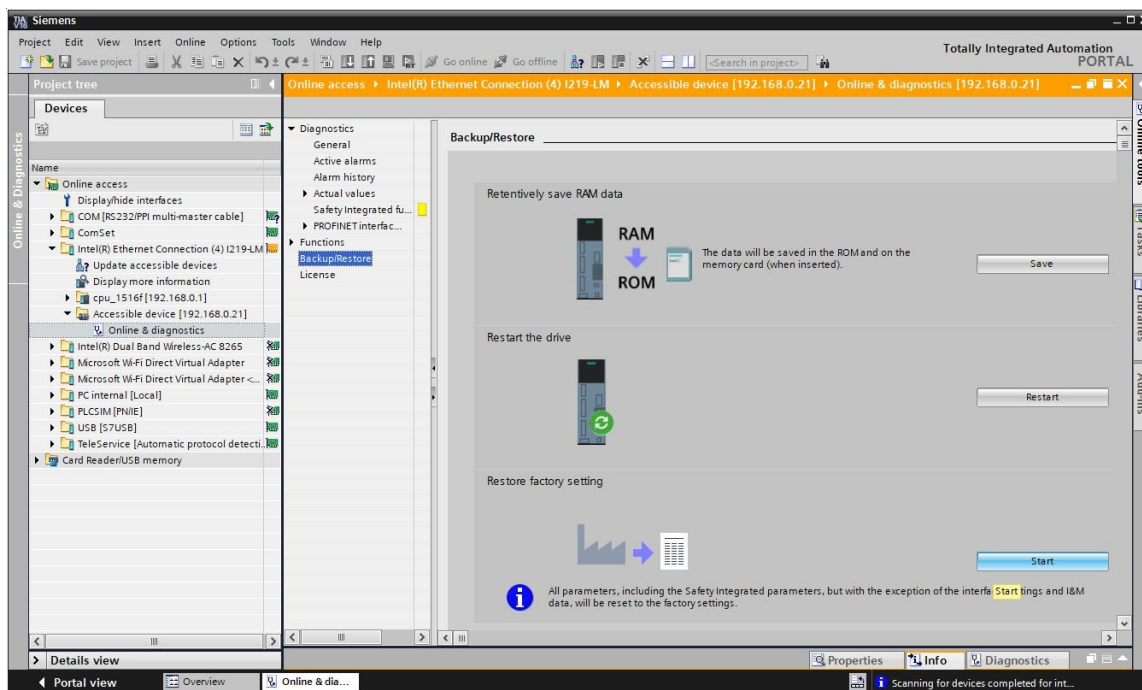 Siemens
Project Edit View Insert Online Options Tools Window Help
Save project Go online Go offline <Search in project>
Totally Integrated Automation
PORTAL
Project tree
Online access Intel(R) Ethernet Connection (4) I219-LM Accessible device [192.168.0.21] Online & diagnostics [192.168.0.21]
Devices
Online & Diagnostics
Name
Online access
Display/hide interfaces
COM [RS232/PPI multi-master cable]
ComSet
Intel(R) Ethernet Connection (4) I219-LM
Update accessible devices
Display more information
cpu_1516f [192.168.0.1]
Accessible device [192.168.0.21]
Online & diagnostics
Intel(R) Dual Band Wireless-AC 8265
Microsoft Wi-Fi Direct Virtual Adapter
Microsoft Wi-Fi Direct Virtual Adapter <...
PC internal [Local]
PLCSIM [PN/IE]
USB [S7USB]
TeleService [Automatic protocol detecti...
Card Reader/USB memory
Diagnostics
General
Active alarms
Alarm history
Actual values
Safety Integrated fu...
PROFINET interfac...
Functions
Backup/Restore
License
Backup/Restore
Retentively save RAM data
RAM
ROM
The data will be saved in the ROM and on the
memory card (when inserted).
Save
Restart the drive
Restart
Restore factory setting
Start
All parameters, including the Safety Integrated parameters, but with the exception of the interfa Start tings and I&M
data, will be reset to the factory settings.
Online tools
Tasks
Libraries
Add-ins
Details view
Properties Info Diagnostics
Portal view Overview Online & dia... Scanning for devices completed for int...